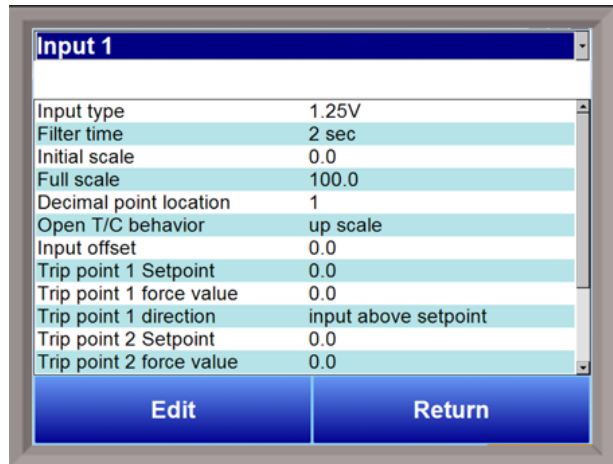 Input 1
Input type 1.25V
Filter time 2 sec
Initial scale 0.0
Full scale 100.0
Decimal point location 1
Open T/C behavior up scale
Input offset 0.0
Trip point 1 Setpoint 0.0
Trip point 1 force value 0.0
Trip point 1 direction input above setpoint
Trip point 2 Setpoint 0.0
Trip point 2 force value 0.0
Edit Return